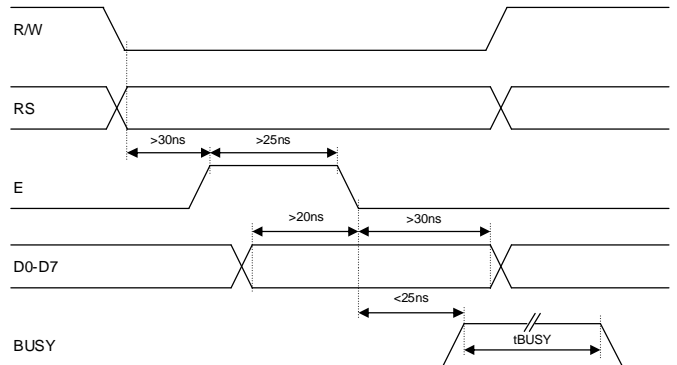 R/W
RS
>30ns >25ns
E
>20ns >30ns
D0-D7
<25ns
BUSY tBUSY